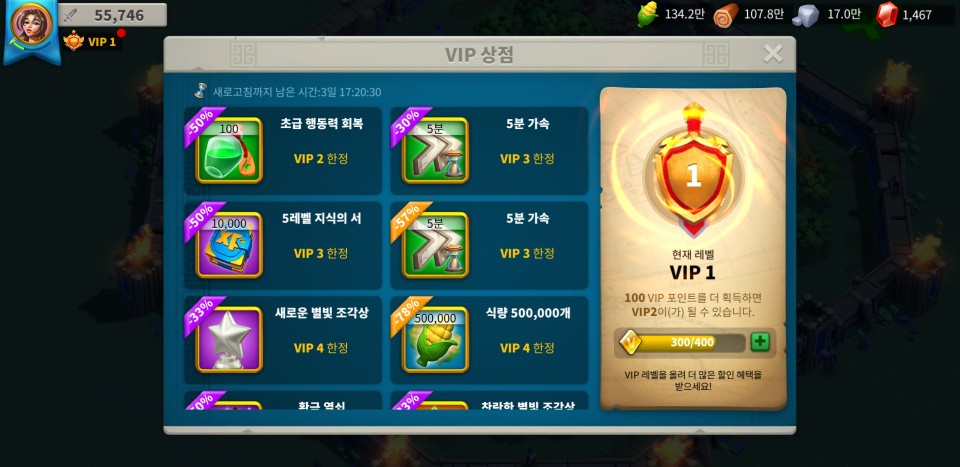 55,746
VIP 1
134.2만
107.8만
17.0만
1,467
VIP 상점
새로고침까지 남은 시간:3일 17:20:30
-50%
100
초급 행동력 회복
VIP 2 한정
-30%
5분
5분 가속
VIP 3 한정
-50%
10,000
5레벨 지식의 서
VIP 3 한정
-57%
5분
5분 가속
VIP 3 한정
-33%
새로운 별빛 조각상
VIP 4 한정
-78%
500,000
식량 500,000개
VIP 4 한정
황금 열쇠
찬란한 별빛 조각상
1
현재 레벨
VIP 1
100 VIP 포인트를 더 획득하면
VIP2이(가) 될 수 있습니다.
300/400
VIP 레벨을 올려 더 많은 할인 혜택을
받으세요!